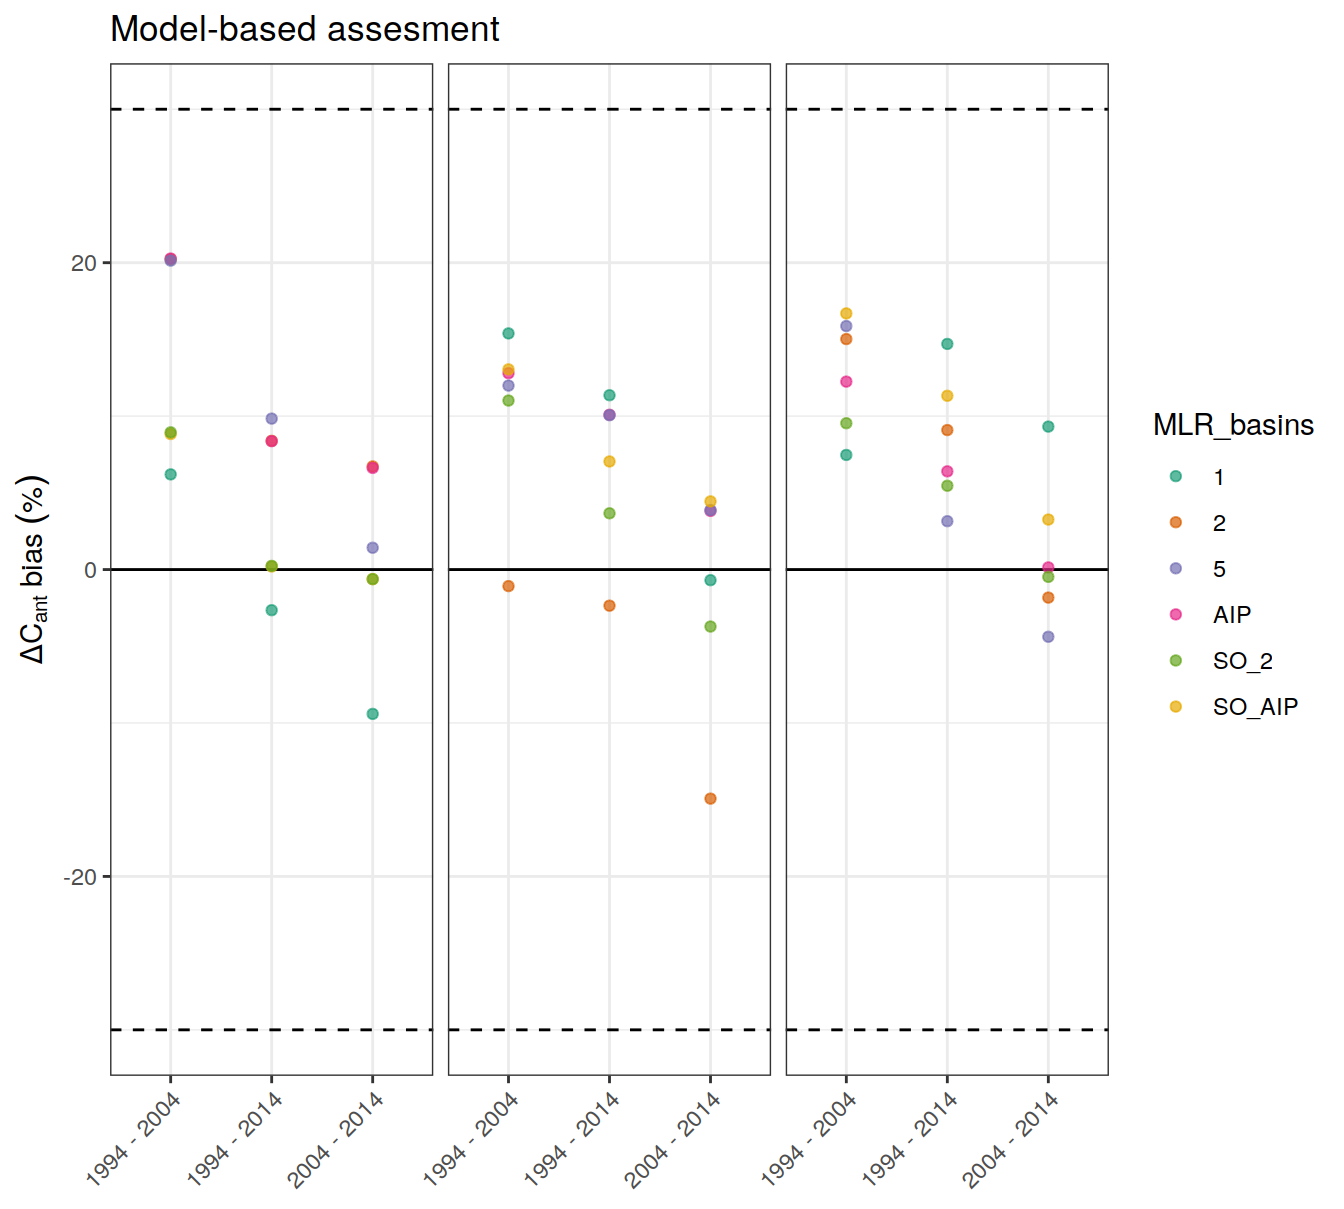 Model-based assesment
ΔCant bias (%)
20
0
-20
1994 - 2004
1994 - 2014
2004 - 2014
1994 - 2004
1994 - 2014
2004 - 2014
1994 - 2004
1994 - 2014
2004 - 2014
MLR_basins
1
2
5
AIP
SO_2
SO_AIP